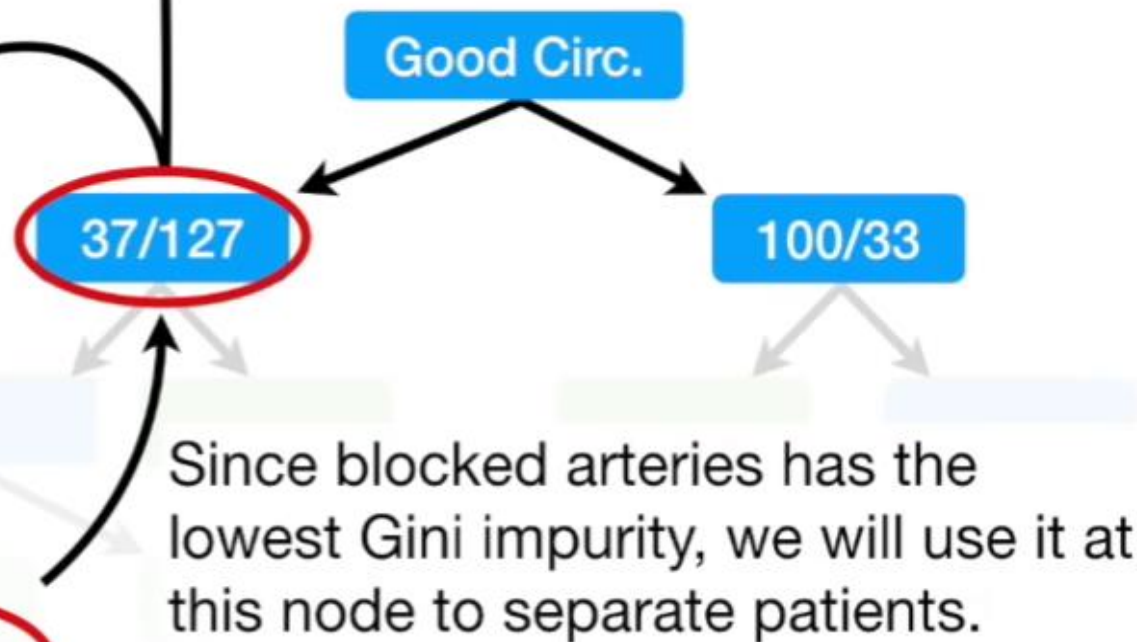 Good Circ.
37/127
100/33
Since blocked arteries has the
lowest Gini impurity, we will use it at
this node to separate patients.